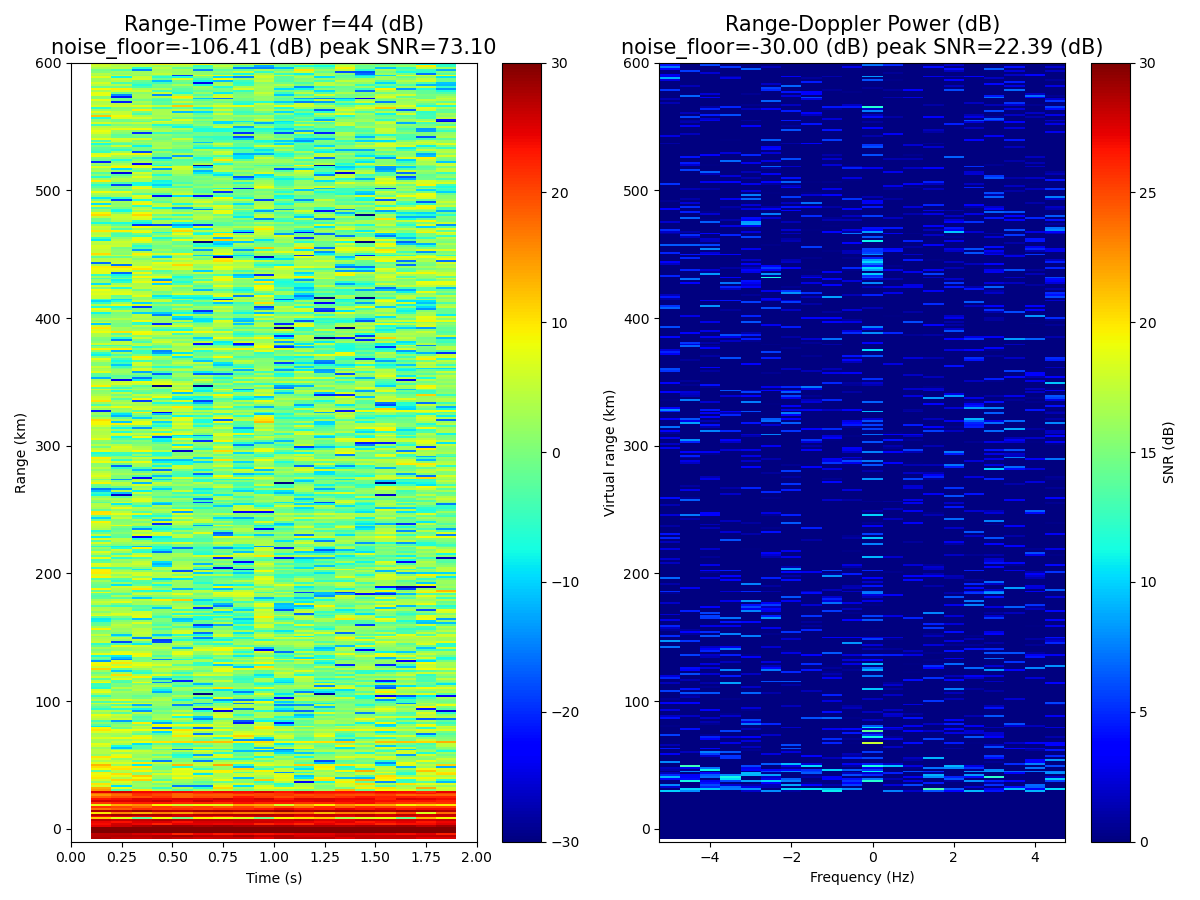 Range-Time Power f=44 (dB)
noise_floor=-106.41 (dB) peak SNR=73.10
Range-Doppler Power (dB)
noise_floor=-30.00 (dB) peak SNR=22.39 (dB)
600
500
400
300
200
100
0
Range (km)
0.00 0.25 0.50 0.75 1.00 1.25 1.50 1.75 2.00
Time (s)
30
20
10
0
−10
−20
−30
600
500
400
300
200
100
0
Virtual range (km)
−4 −2 0 2 4
Frequency (Hz)
30
25
20
15
10
5
0
SNR (dB)